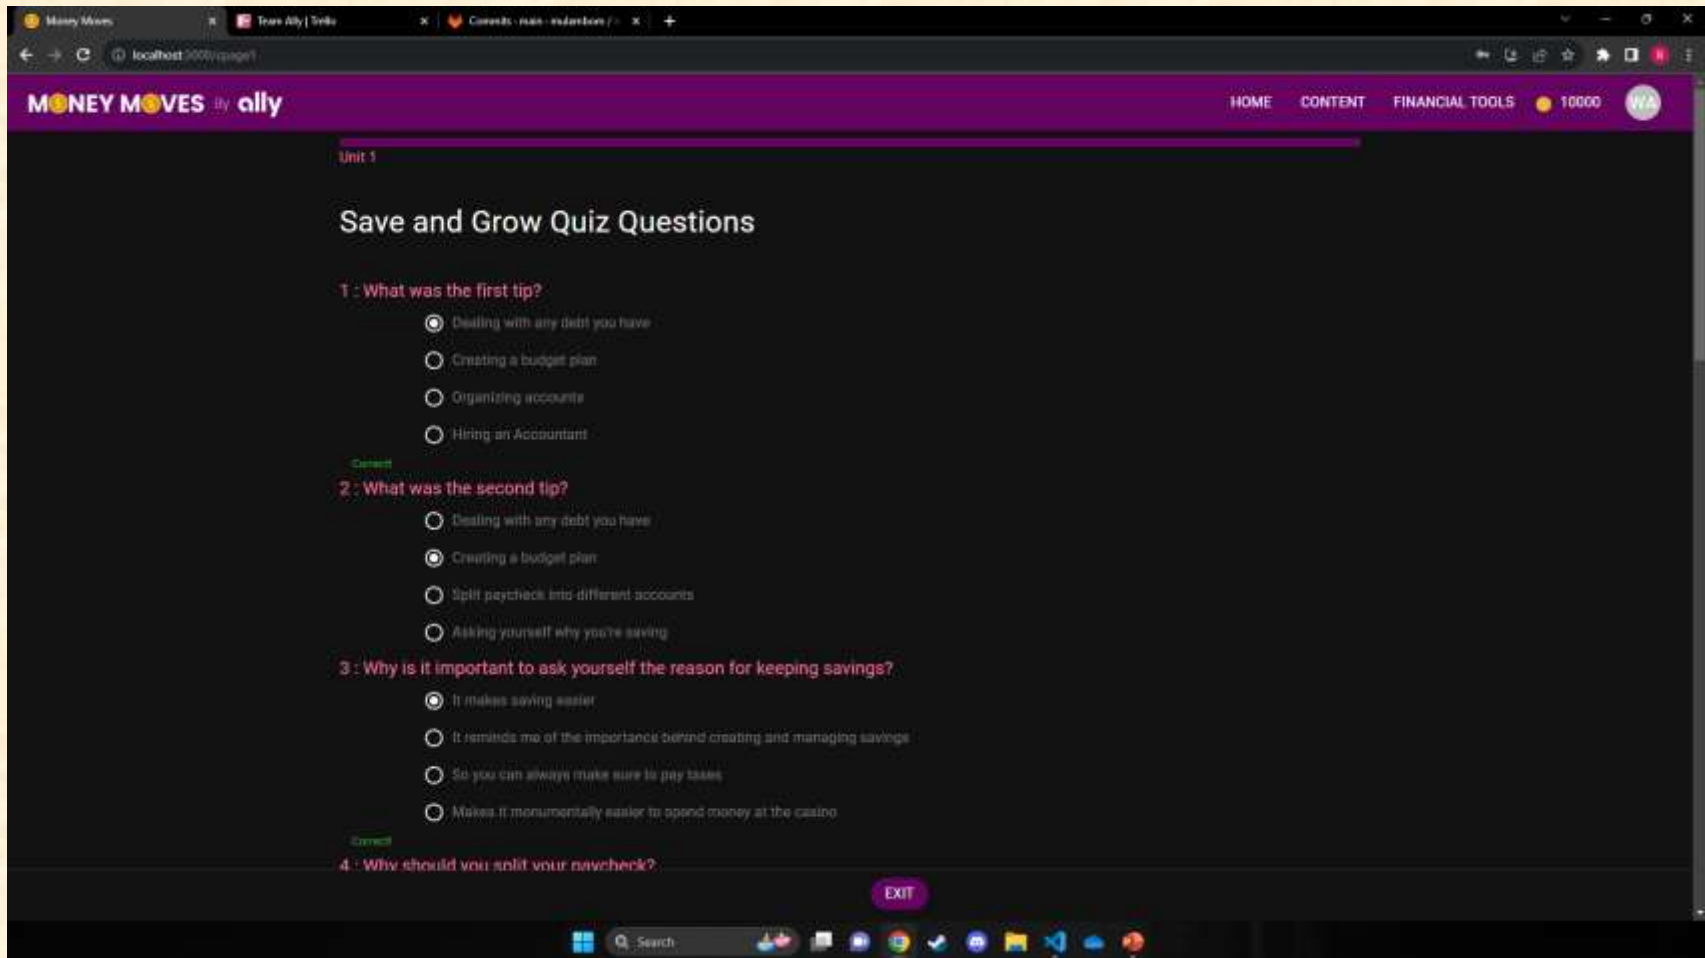 Money Moves
Team Ally | Trello
Commits · main · mdambom /
localhost:3000/cpage1
MONEY MOVES by ally
HOME CONTENT FINANCIAL TOOLS 10000 WA
Unit 1
Save and Grow Quiz Questions
1 : What was the first tip?
Dealing with any debt you have
Creating a budget plan
Organizing accounts
Hiring an Accountant
Correct!
2 : What was the second tip?
Dealing with any debt you have
Creating a budget plan
Split paycheck into different accounts
Asking yourself why you're saving
3 : Why is it important to ask yourself the reason for keeping savings?
It makes saving easier
It reminds me of the importance behind creating and managing savings
So you can always make sure to pay taxes
Makes it monumentally easier to spend money at the casino
Correct!
4 : Why should you split your paycheck?
EXIT
Search